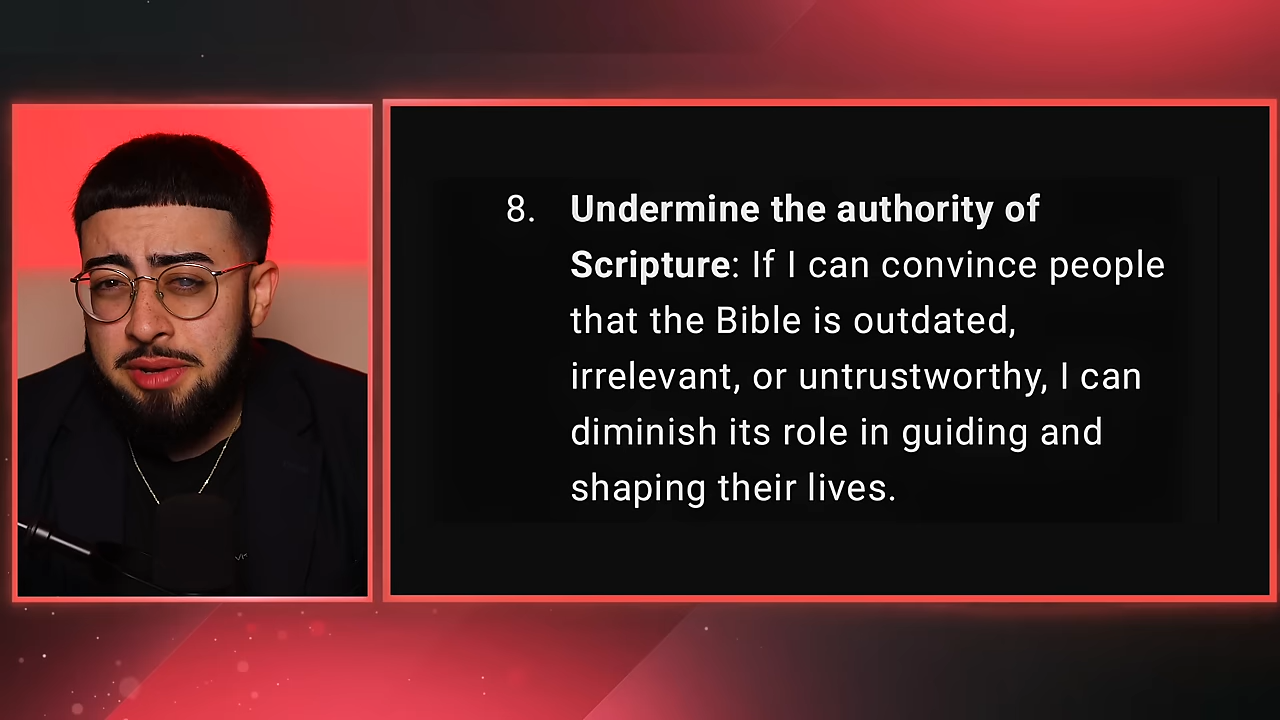 8. Undermine the authority of
Scripture: If I can convince people
that the Bible is outdated,
irrelevant, or untrustworthy, I can
diminish its role in guiding and
shaping their lives.